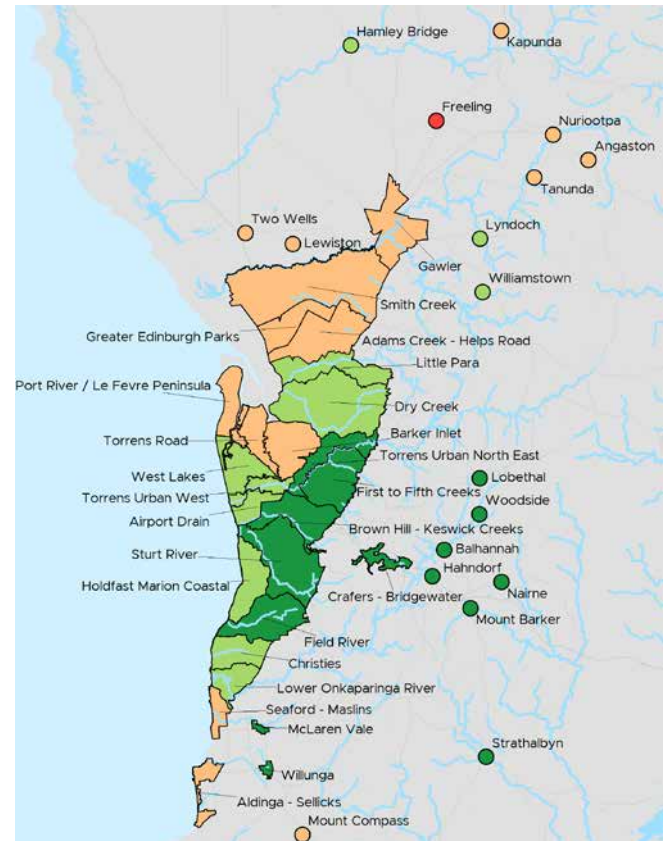 Hamley Bridge
Kapunda
Freeling
Nuriootpa
Angaston
Tanunda
Two Wells
Lewiston
Lyndoch
Gawler
Williamstown
Smith Creek
Greater Edinburgh Parks
Adams Creek - Helps Road
Little Para
Port River / Le Fevre Peninsula
Dry Creek
Barker Inlet
Torrens Road
Torrens Urban North East
West Lakes
Lobethal
First to Fifth Creeks
Torrens Urban West
Woodside
Airport Drain
Brown Hill - Keswick Creeks
Balhannah
Sturt River
Hahndorf
Holdfast Marion Coastal
Nairne
Crafers - Bridgewater
Mount Barker
Field River
Christies
Lower Onkaparinga River
Seaford - Maslins
McLaren Vale
Strathalbyn
Willunga
Aldinga - Sellicks
Mount Compass